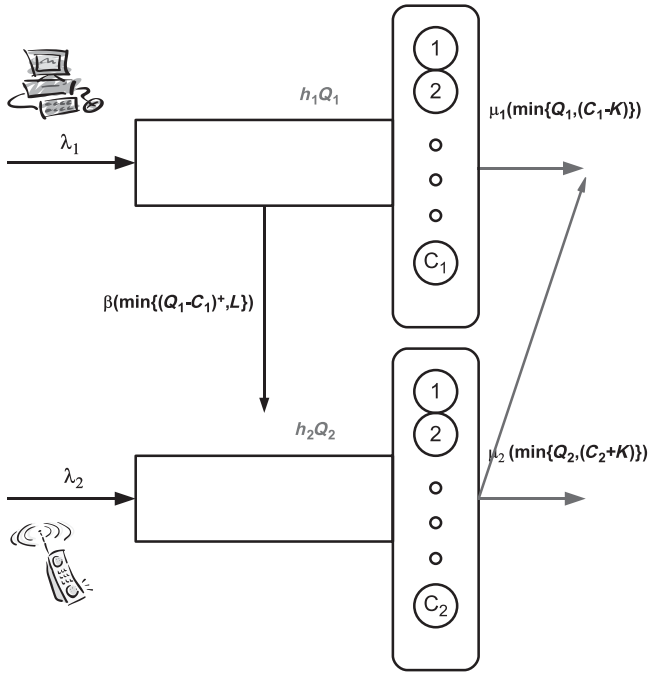 1
2
h₁Q₁
μ₁(min{Q₁,(C₁-K)})
λ₁
C₁
β(min{(Q₁-C₁)⁺,L})
1
2
h₂Q₂
μ₂(min{Q₂,(C₂+K)})
λ₂
C₂